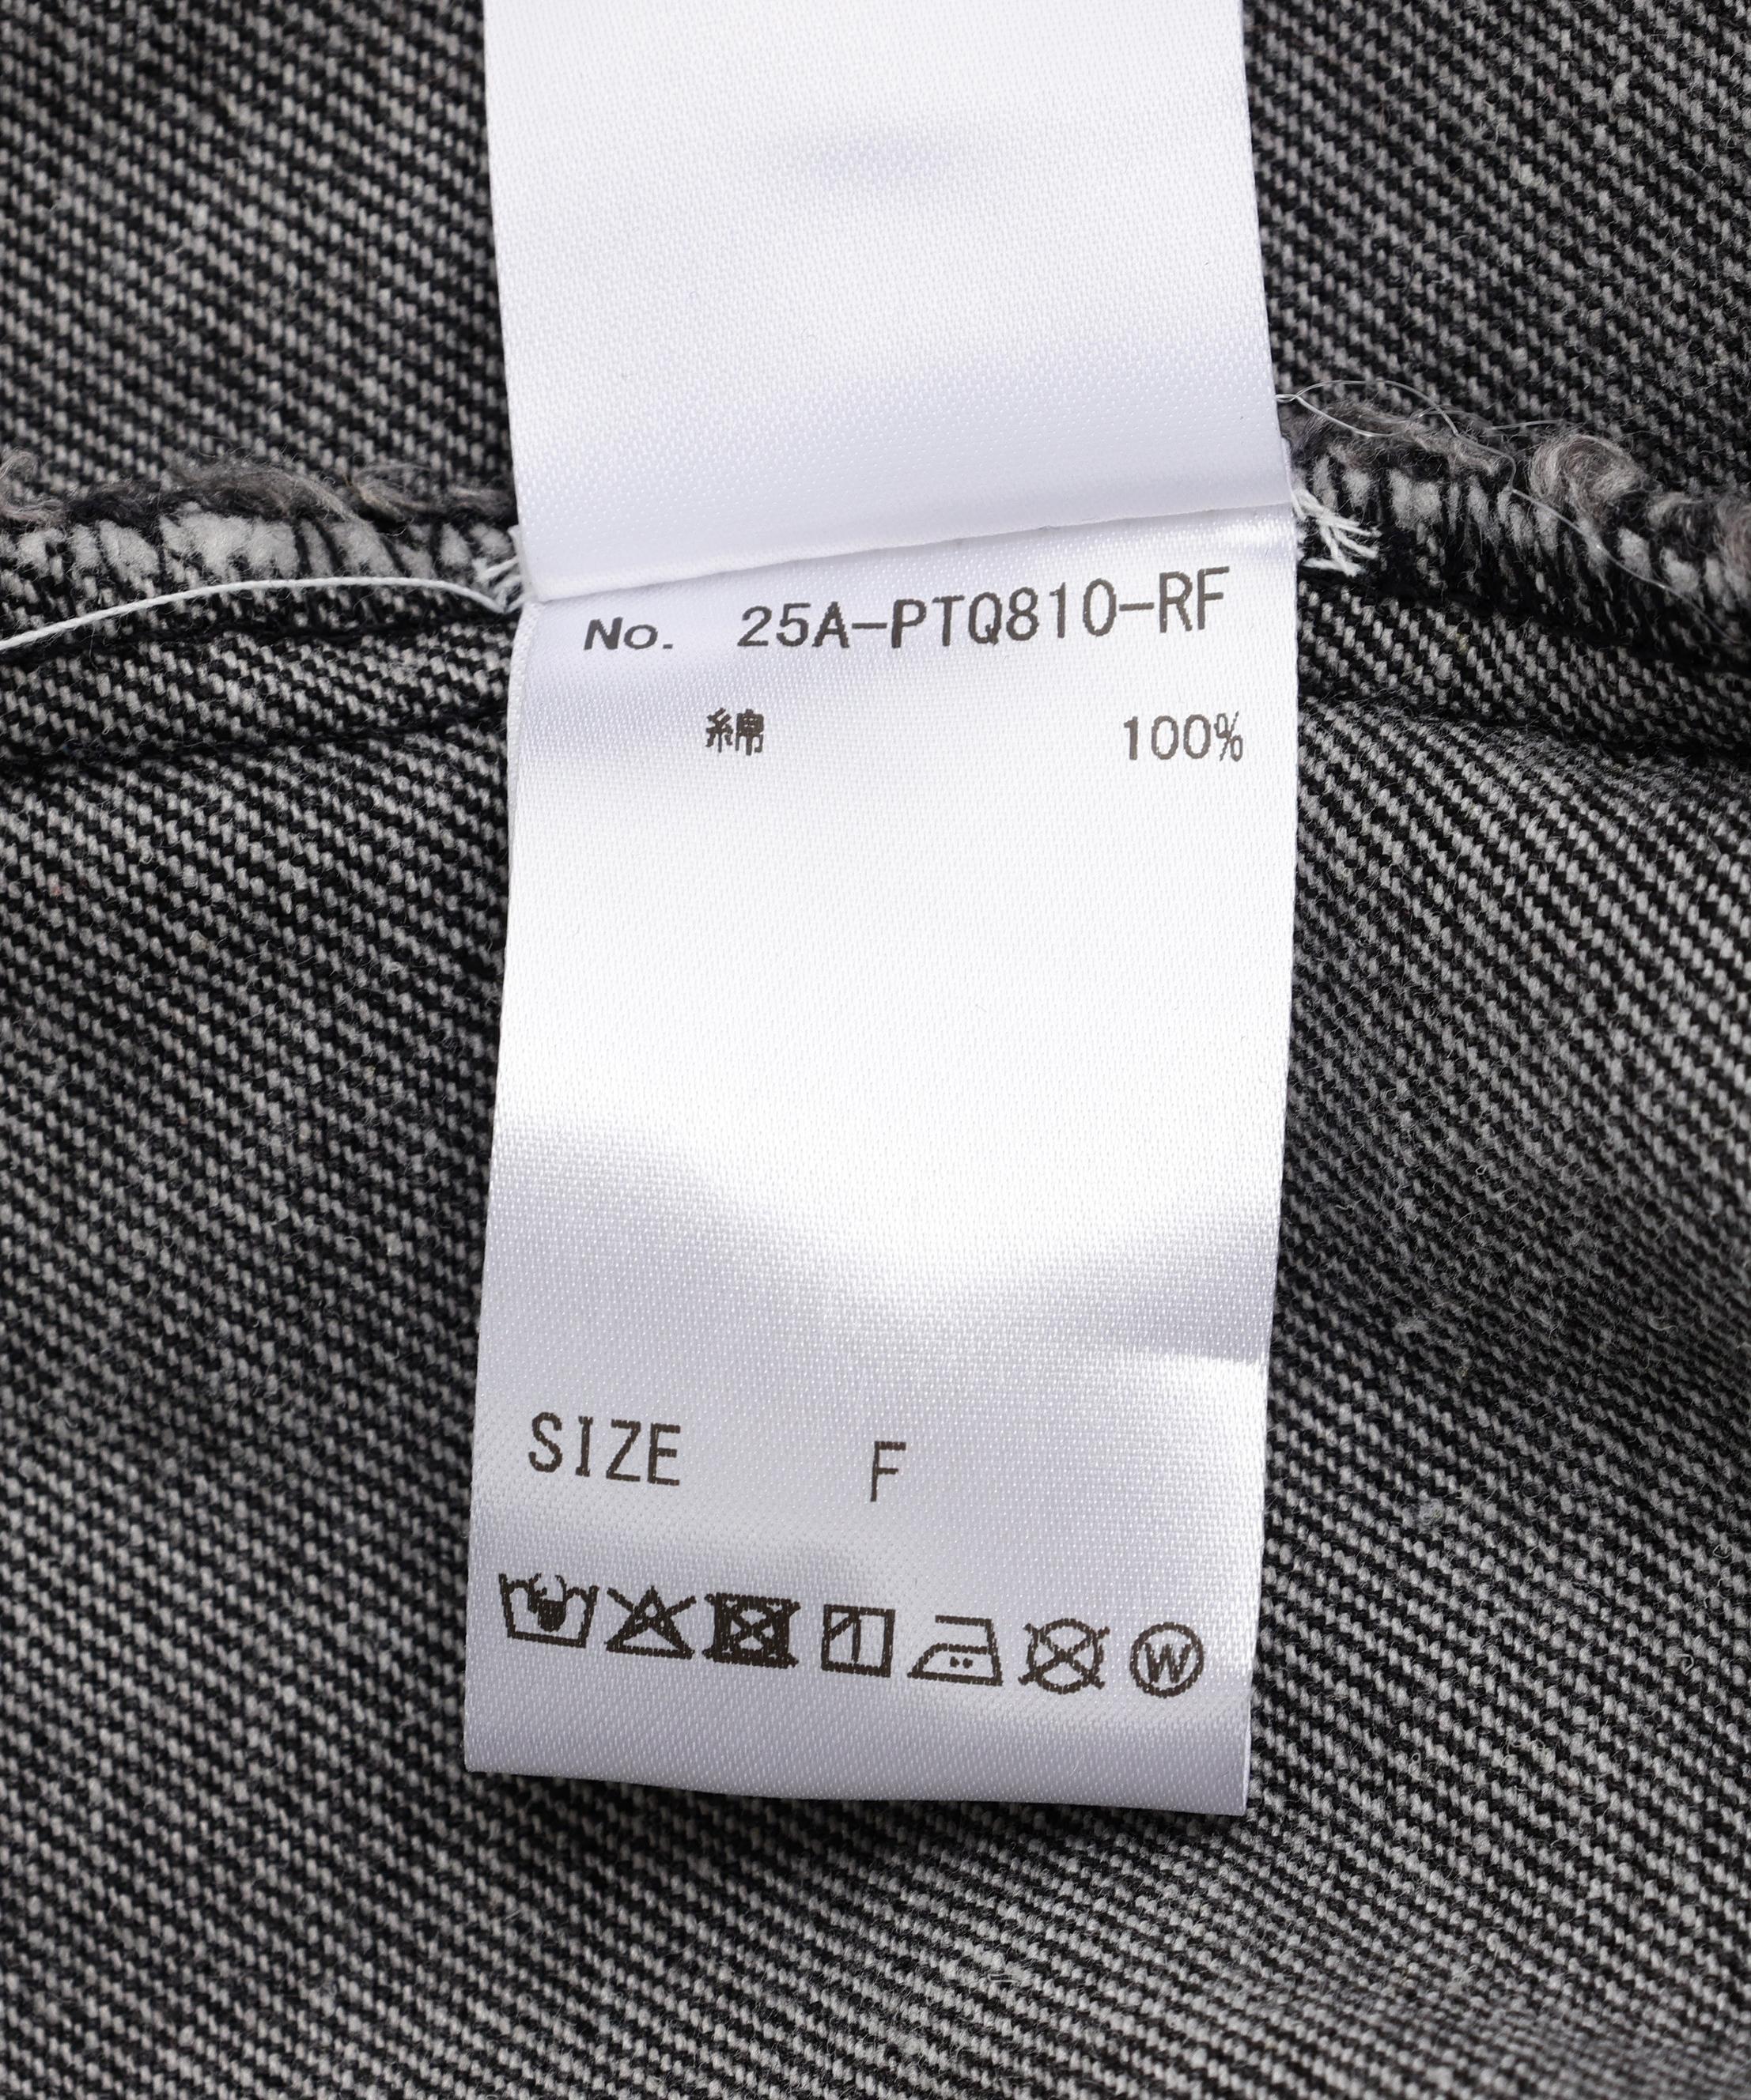 No. 25A-PTQ810-RF
綿 100%
SIZE F
W